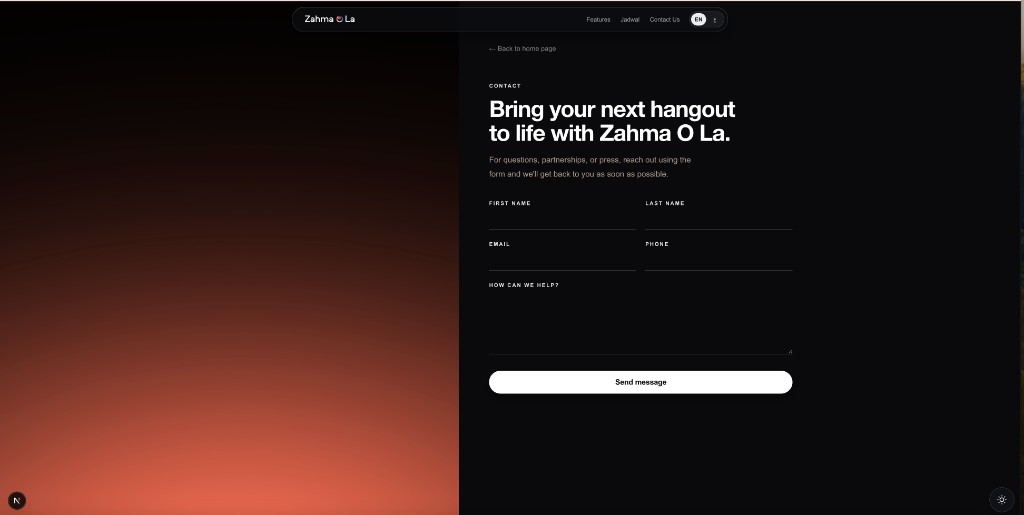 Zahma O La
Features
Jadwal
Contact Us
EN
← Back to home page
CONTACT
Bring your next hangout
to life with Zahma O La.
For questions, partnerships, or press, reach out using the
form and we'll get back to you as soon as possible.
FIRST NAME
LAST NAME
EMAIL
PHONE
HOW CAN WE HELP?
Send message
N